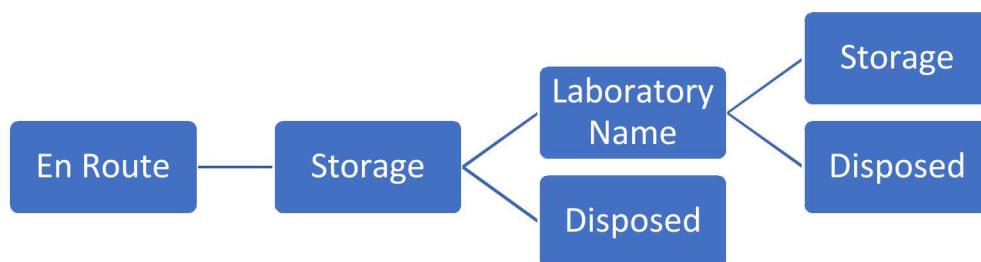 En Route
Storage
Laboratory
Name
Disposed
Storage
Disposed